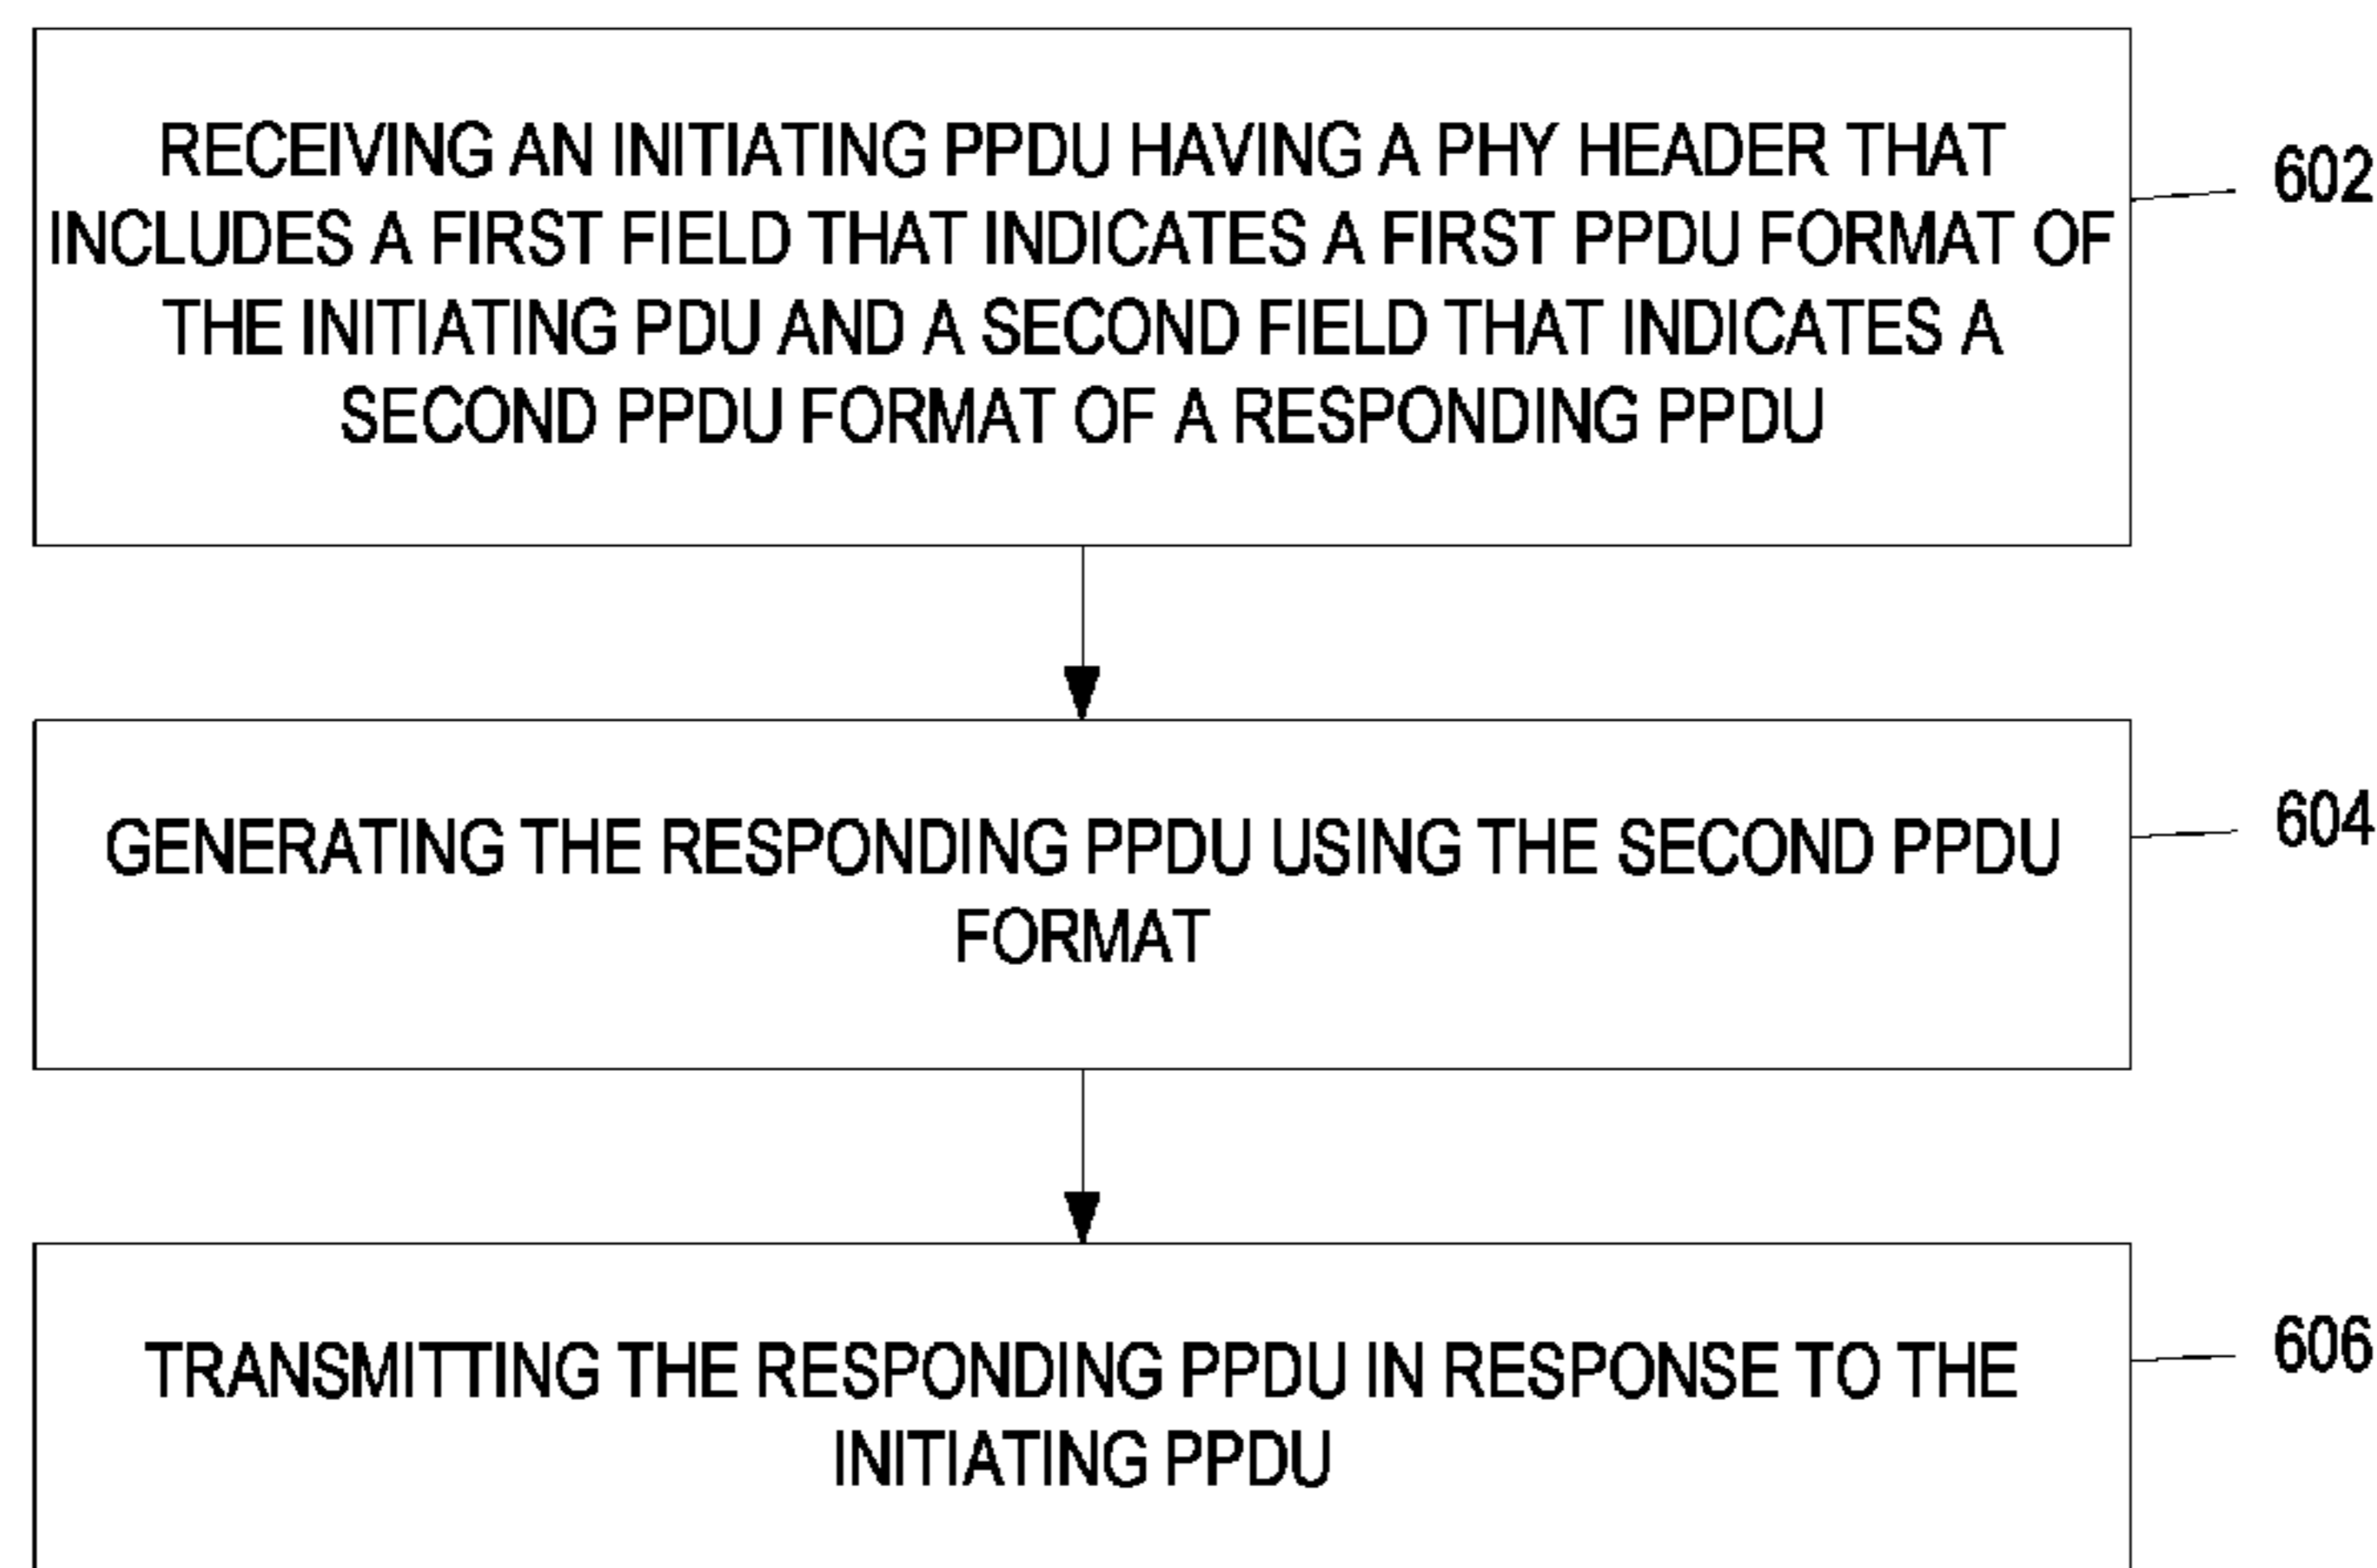 RECEIVING AN INITIATING PPDU HAVING A PHY HEADER THAT
INCLUDES A FIRST FIELD THAT INDICATES A FIRST PPDU FORMAT OF
THE INITIATING PDU AND A SECOND FIELD THAT INDICATES A
SECOND PPDU FORMAT OF A RESPONDING PPDU
602
GENERATING THE RESPONDING PPDU USING THE SECOND PPDU
FORMAT
604
TRANSMITTING THE RESPONDING PPDU IN RESPONSE TO THE
INITIATING PPDU
606